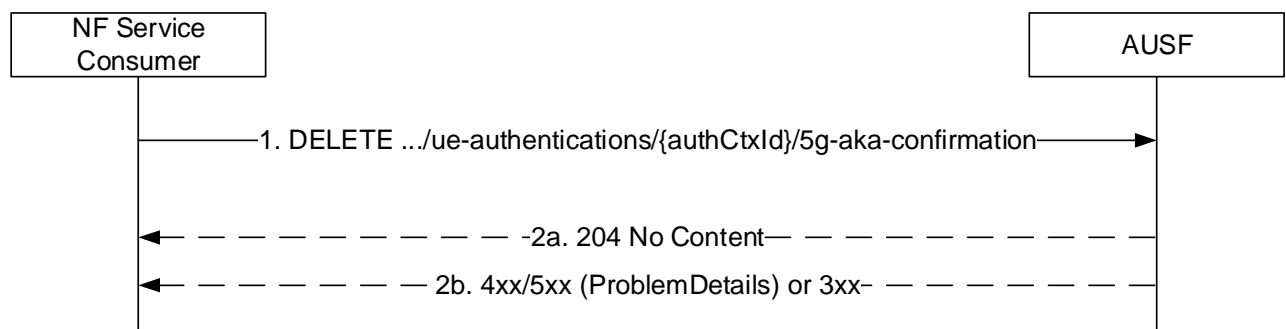 NF Service
Consumer
AUSF
1. DELETE .../ue-authentications/{authCtxId}/5g-aka-confirmation
2a. 204 No Content
2b. 4xx/5xx (ProblemDetails) or 3xx